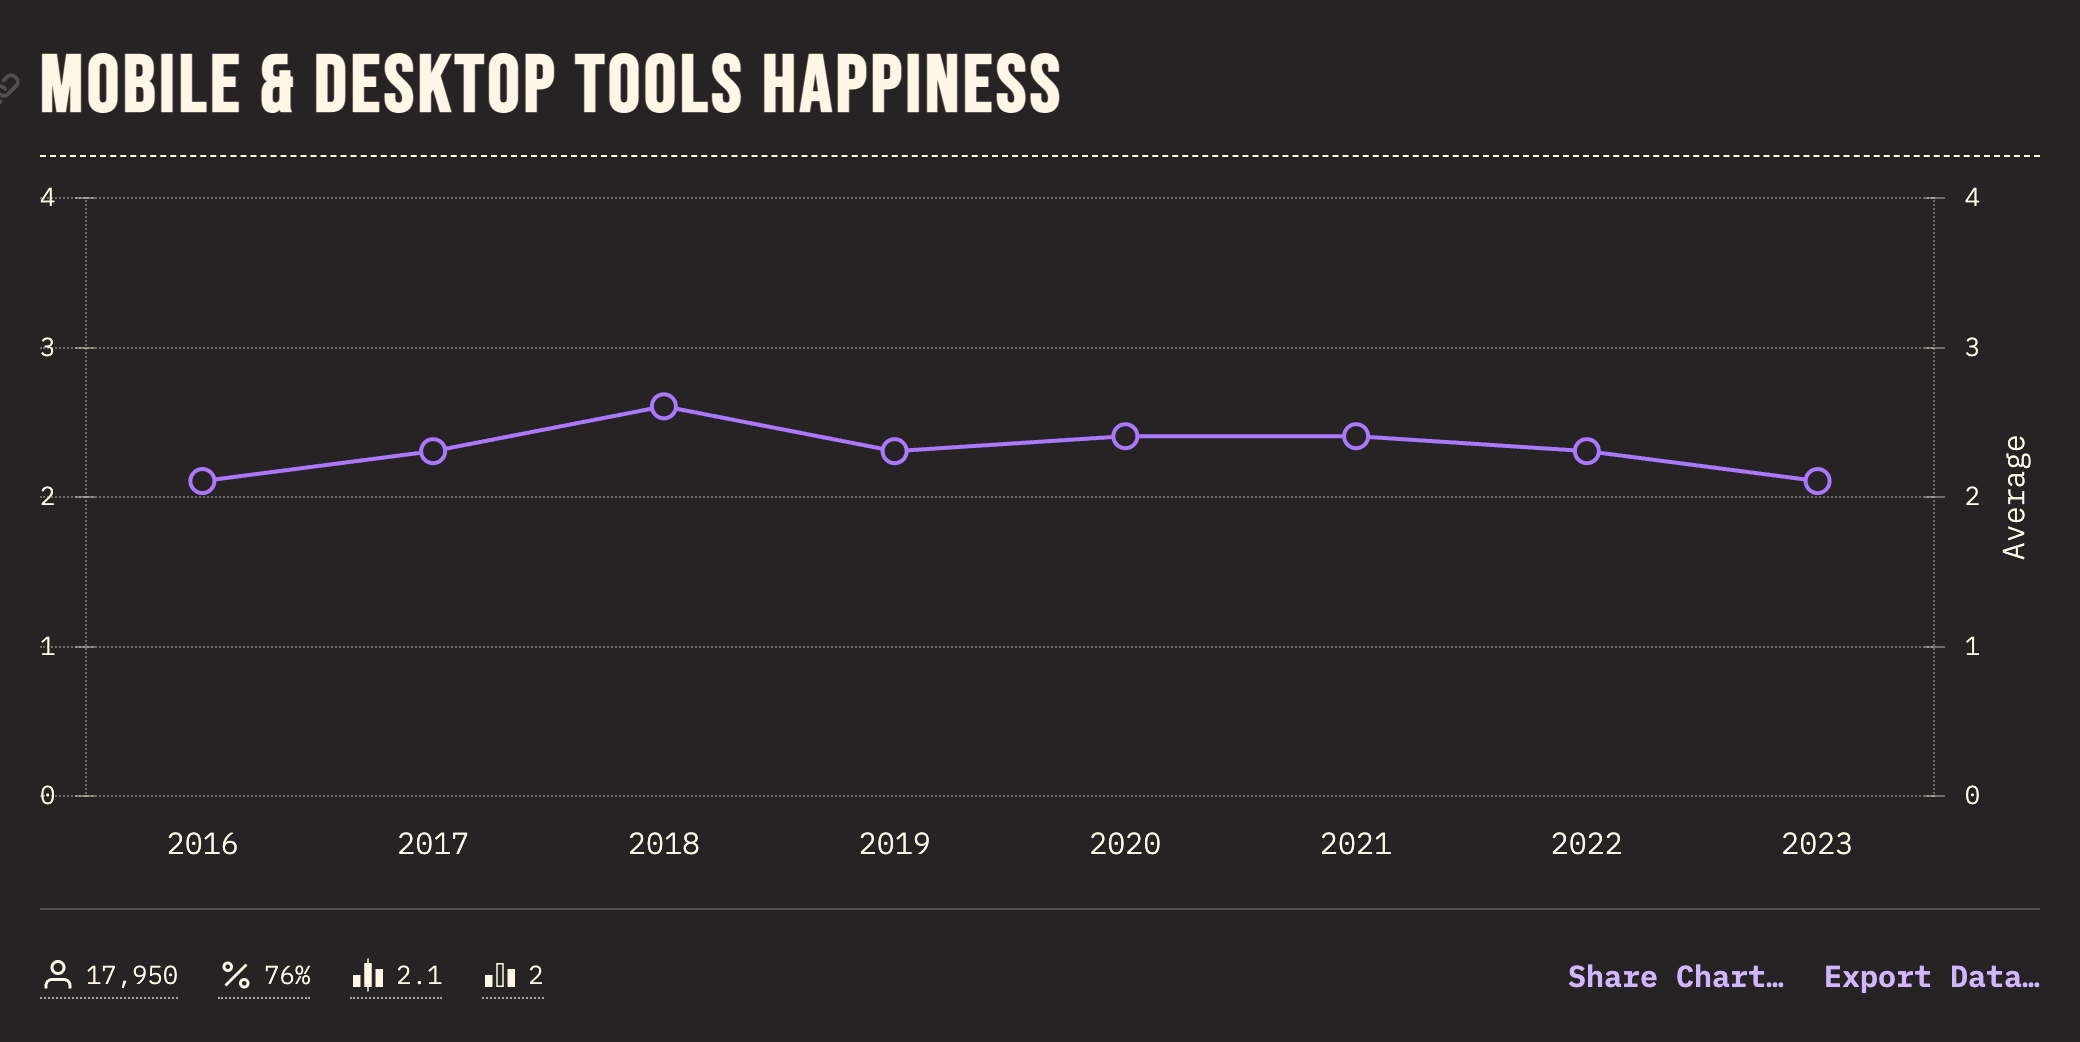 MOBILE & DESKTOP TOOLS HAPPINESS
4 4
3 3
2 2
Average
1 1
0 0
2016 2017 2018 2019 2020 2021 2022 2023
17,950 76% 2.1 2 Share Chart… Export Data…